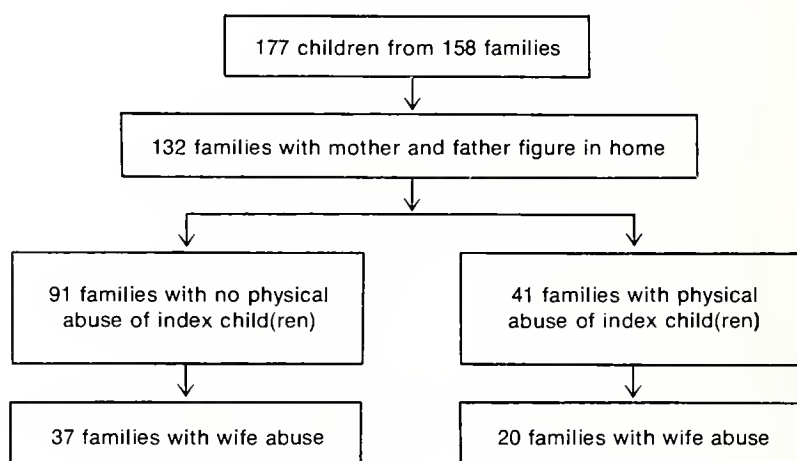 177 children from 158 families
132 families with mother and father figure in home
91 families with no physical
abuse of index child(ren)
41 families with physical
abuse of index child(ren)
37 families with wife abuse
20 families with wife abuse